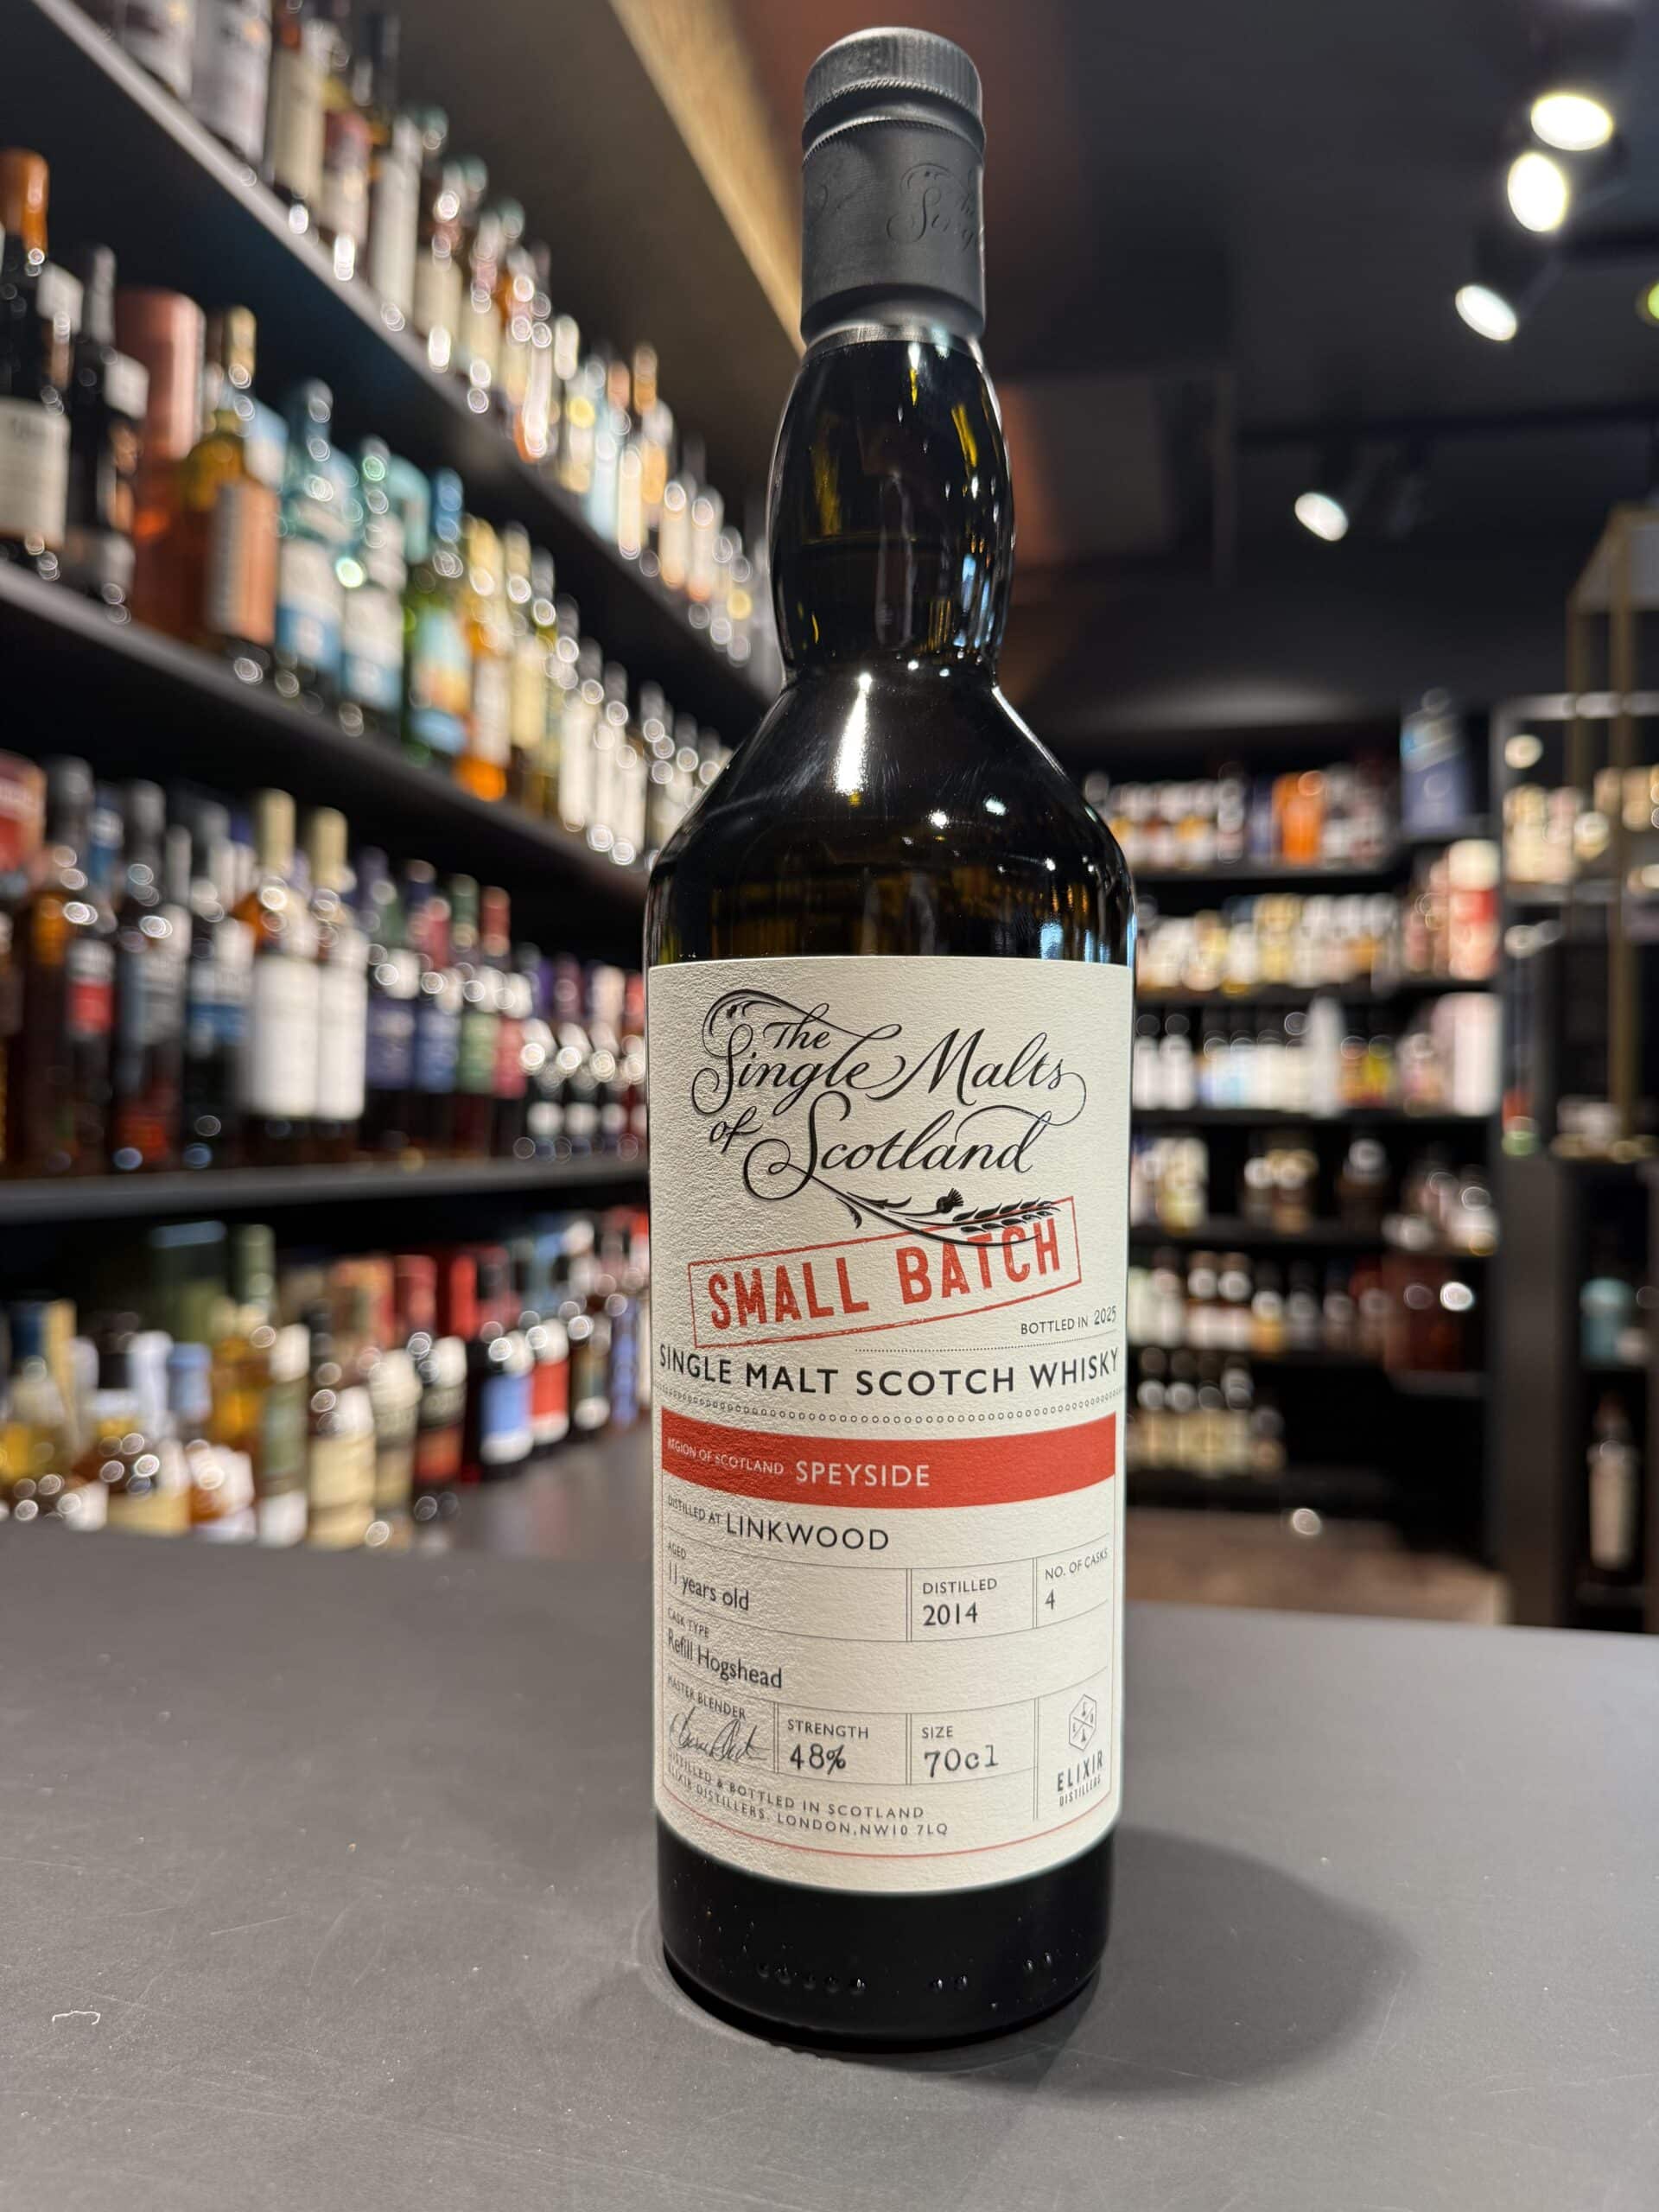 The
Single Malts
of Scotland
SMALL BATCH
BOTTLED IN 2025
SINGLE MALT SCOTCH WHISKY
REGION OF SCOTLAND SPEYSIDE
DISTILLED AT LINKWOOD
AGED
11 years old
DISTILLED
2014
NO. OF CASKS
4
CASK TYPE
Refill Hogshead
MASTER BLENDER
STRENGTH
48%
SIZE
70cl
ELIXIR
DISTILLERS
DISTILLED & BOTTLED IN SCOTLAND
ELIXIR DISTILLERS, LONDON, NW10 7LQ